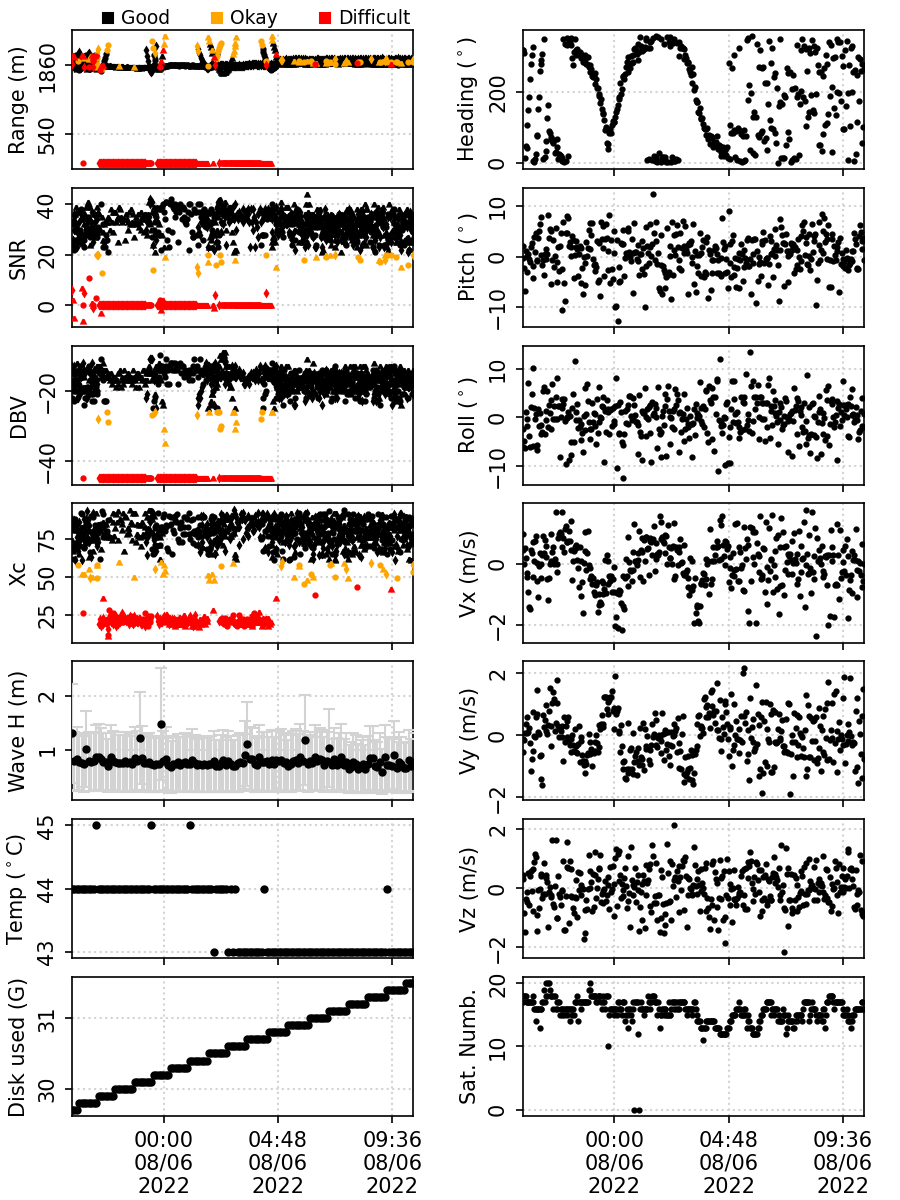 Good Okay Difficult
Range (m)
1860
540
Heading (°)
200
0
SNR
40
20
0
Pitch (°)
10
0
−10
DBV
−20
−40
Roll (°)
10
0
−10
Xc
75
50
25
Vx (m/s)
0
−2
Wave H (m)
2
1
Vy (m/s)
2
0
−2
Temp (°C)
45
44
43
Vz (m/s)
2
0
−2
Disk used (G)
31
30
Sat. Numb.
20
10
0
00:00 04:48 09:36
08/06 08/06 08/06
2022 2022 2022
00:00 04:48 09:36
08/06 08/06 08/06
2022 2022 2022